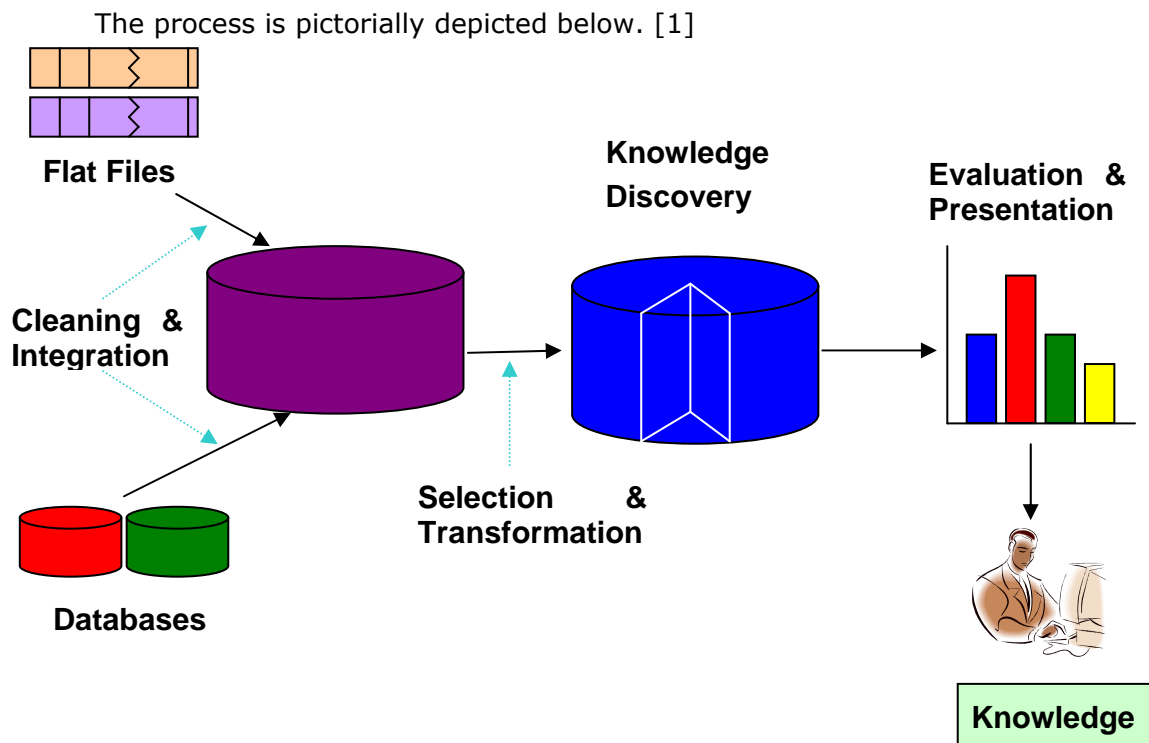 The process is pictorially depicted below. [1]
Flat Files
Knowledge
Discovery
Evaluation &
Presentation
Cleaning &
Integration
Selection &
Transformation
Databases
Knowledge